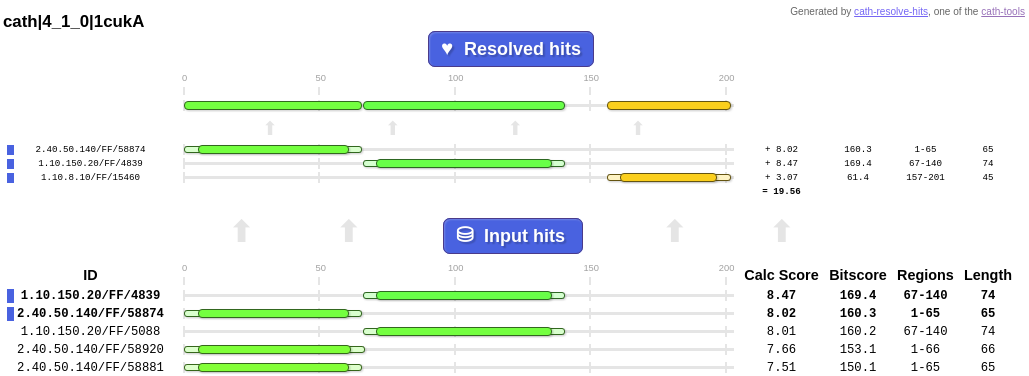 Generated by cath-resolve-hits, one of the cath-tools
cath|4_1_0|1cukA
Resolved hits
0 50 100 150 200
2.40.50.140/FF/58874 + 8.02 160.3 1-65 65
1.10.150.20/FF/4839 + 8.47 169.4 67-140 74
1.10.8.10/FF/15460 + 3.07 61.4 157-201 45
= 19.56
Input hits
0 50 100 150 200
ID Calc Score Bitscore Regions Length
1.10.150.20/FF/4839 8.47 169.4 67-140 74
2.40.50.140/FF/58874 8.02 160.3 1-65 65
1.10.150.20/FF/5088 8.01 160.2 67-140 74
2.40.50.140/FF/58920 7.66 153.1 1-66 66
2.40.50.140/FF/58881 7.51 150.1 1-65 65